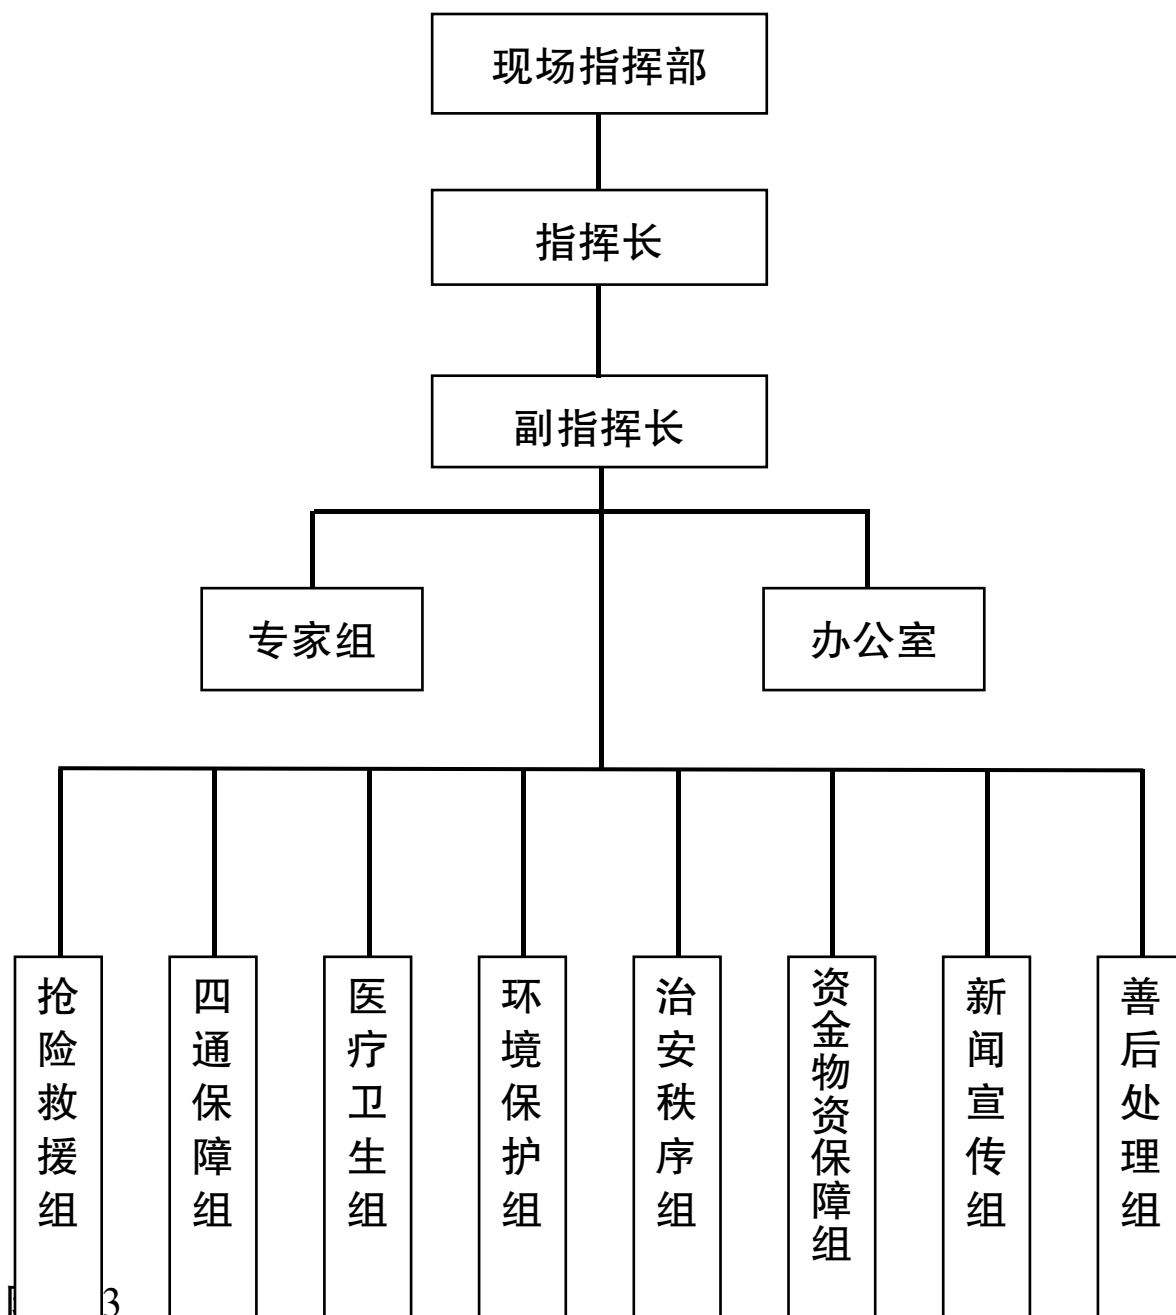 现场指挥部
指挥长
副指挥长
专家组
办公室
抢险救援组
四通保障组
医疗卫生组
环境保护组
治安秩序组
资金物资保障组
新闻宣传组
善后处理组
3